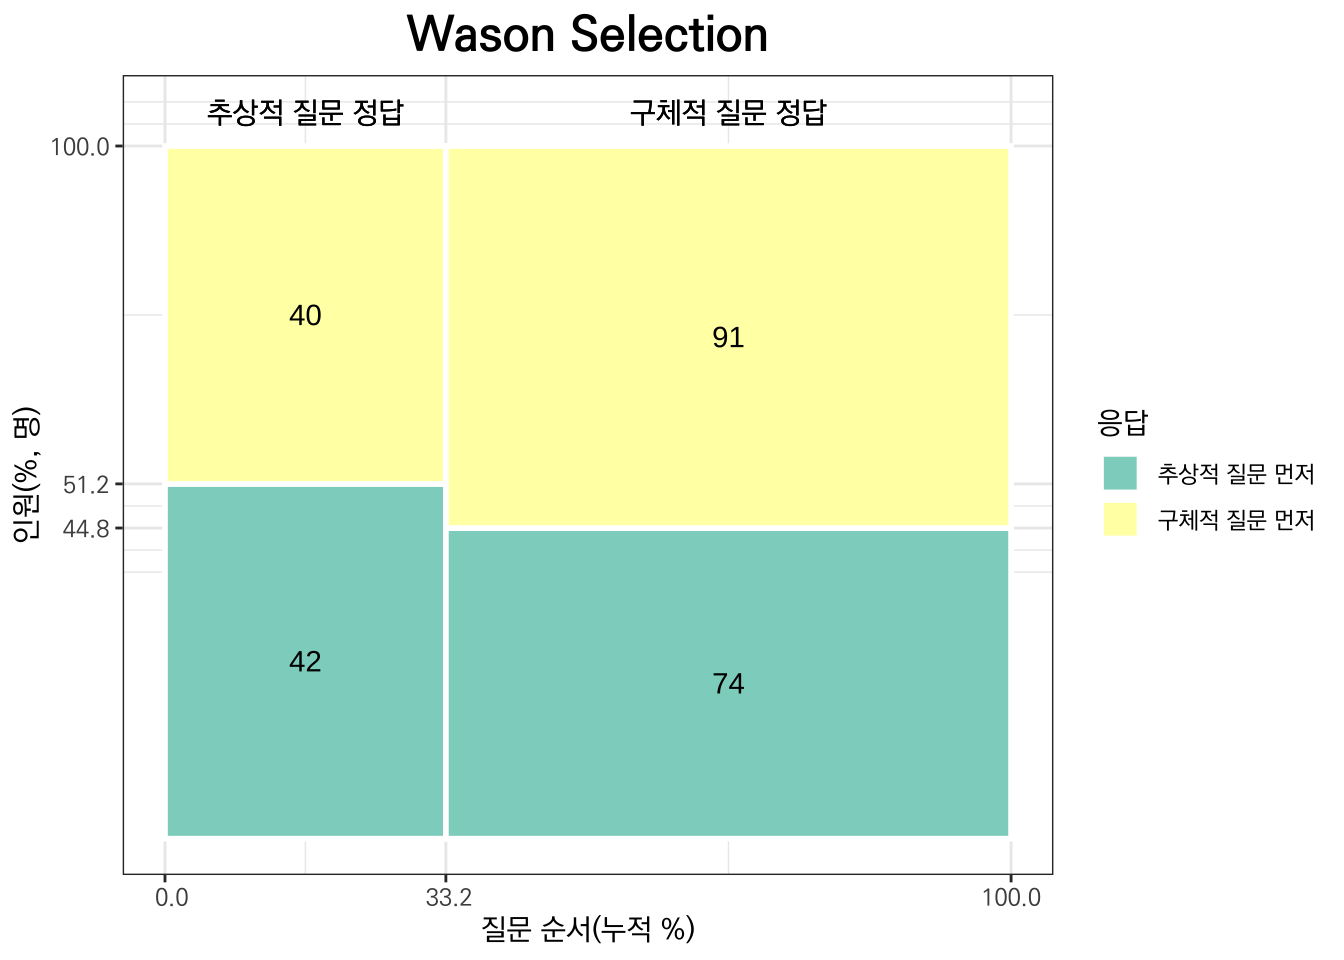 Wason Selection
추상적 질문 정답
구체적 질문 정답
100.0
40
91
51.2
44.8
42
74
인원(%, 명)
0.0
33.2
100.0
질문 순서(누적 %)
응답
추상적 질문 먼저
구체적 질문 먼저